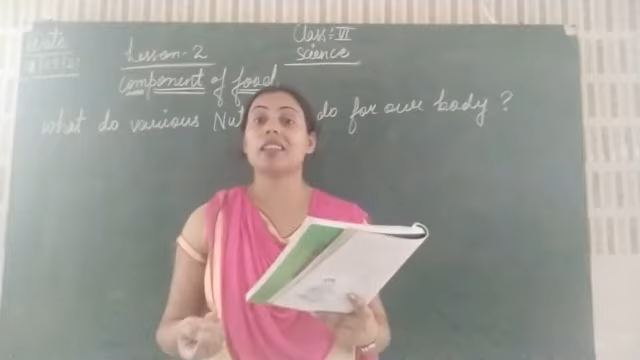 Date
Class:- VI
Lesson-2
Science
Component of food
What do various Nu do for our body ?